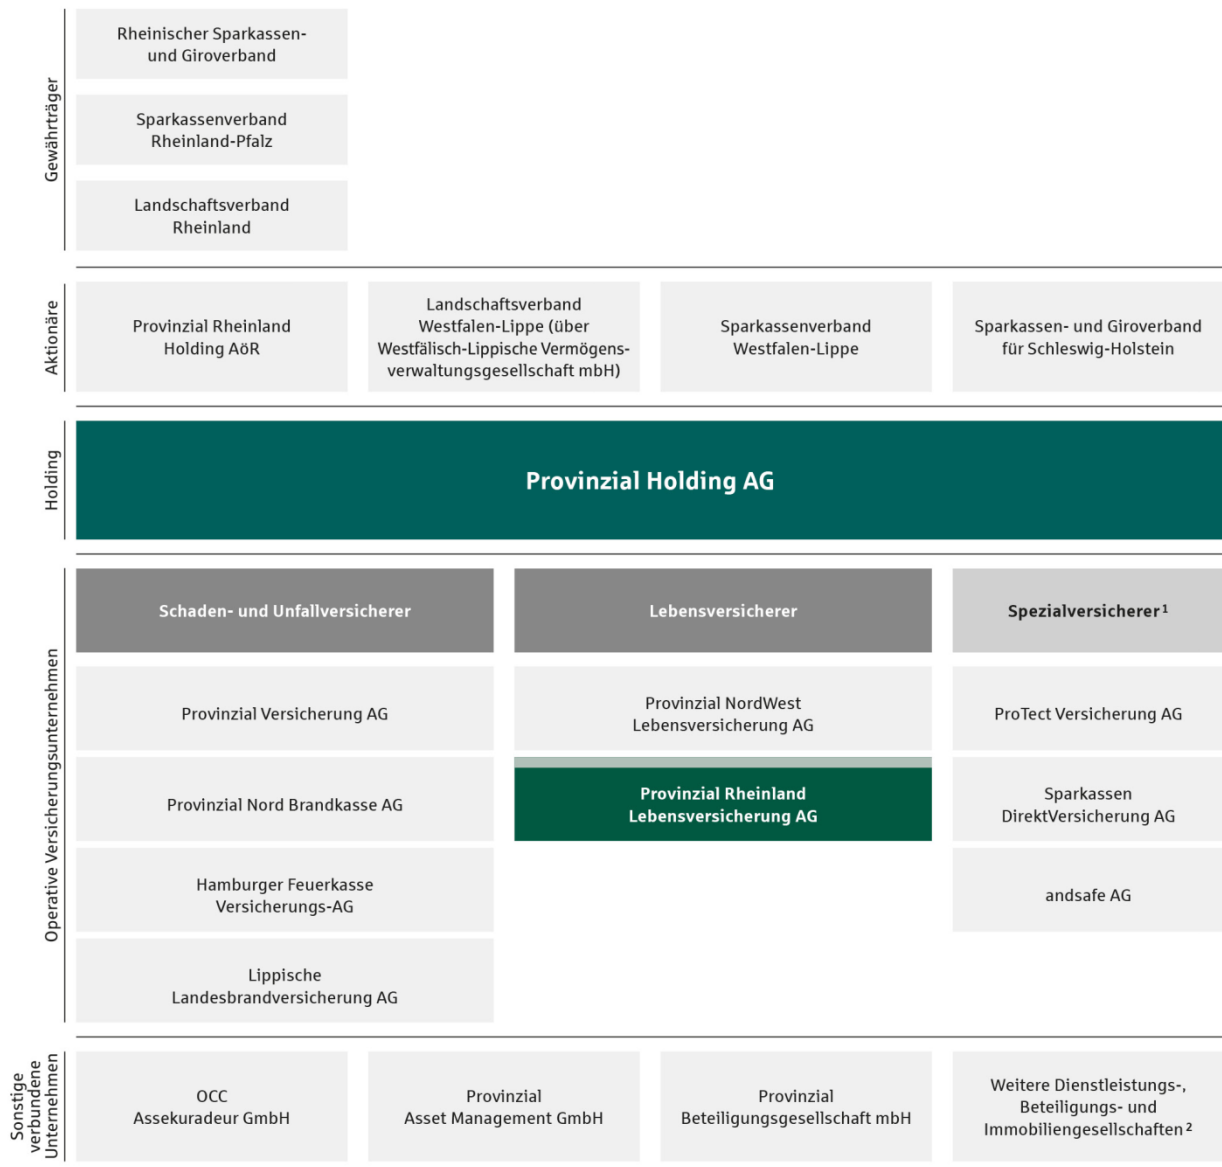 Gewährträger
Rheinischer Sparkassen-
und Giroverband
Sparkassenverband
Rheinland-Pfalz
Landschaftsverband
Rheinland
Aktionäre
Provinzial Rheinland
Holding AöR
Landschaftsverband
Westfalen-Lippe (über
Westfälisch-Lippische Vermögens-
verwaltungsgesellschaft mbH)
Sparkassenverband
Westfalen-Lippe
Sparkassen- und Giroverband
für Schleswig-Holstein
Holding
Provinzial Holding AG
Operative Versicherungsunternehmen
Schaden- und Unfallversicherer
Provinzial Versicherung AG
Provinzial Nord Brandkasse AG
Hamburger Feuerkasse
Versicherungs-AG
Lippische
Landesbrandversicherung AG
Lebensversicherer
Provinzial NordWest
Lebensversicherung AG
Provinzial Rheinland
Lebensversicherung AG
Spezialversicherer¹
ProTect Versicherung AG
Sparkassen
DirektVersicherung AG
andsafe AG
Sonstige
verbundene
Unternehmen
OCC
Assekuradeur GmbH
Provinzial
Asset Management GmbH
Provinzial
Beteiligungsgesellschaft mbH
Weitere Dienstleistungs-,
Beteiligungs- und
Immobiliengesellschaften²